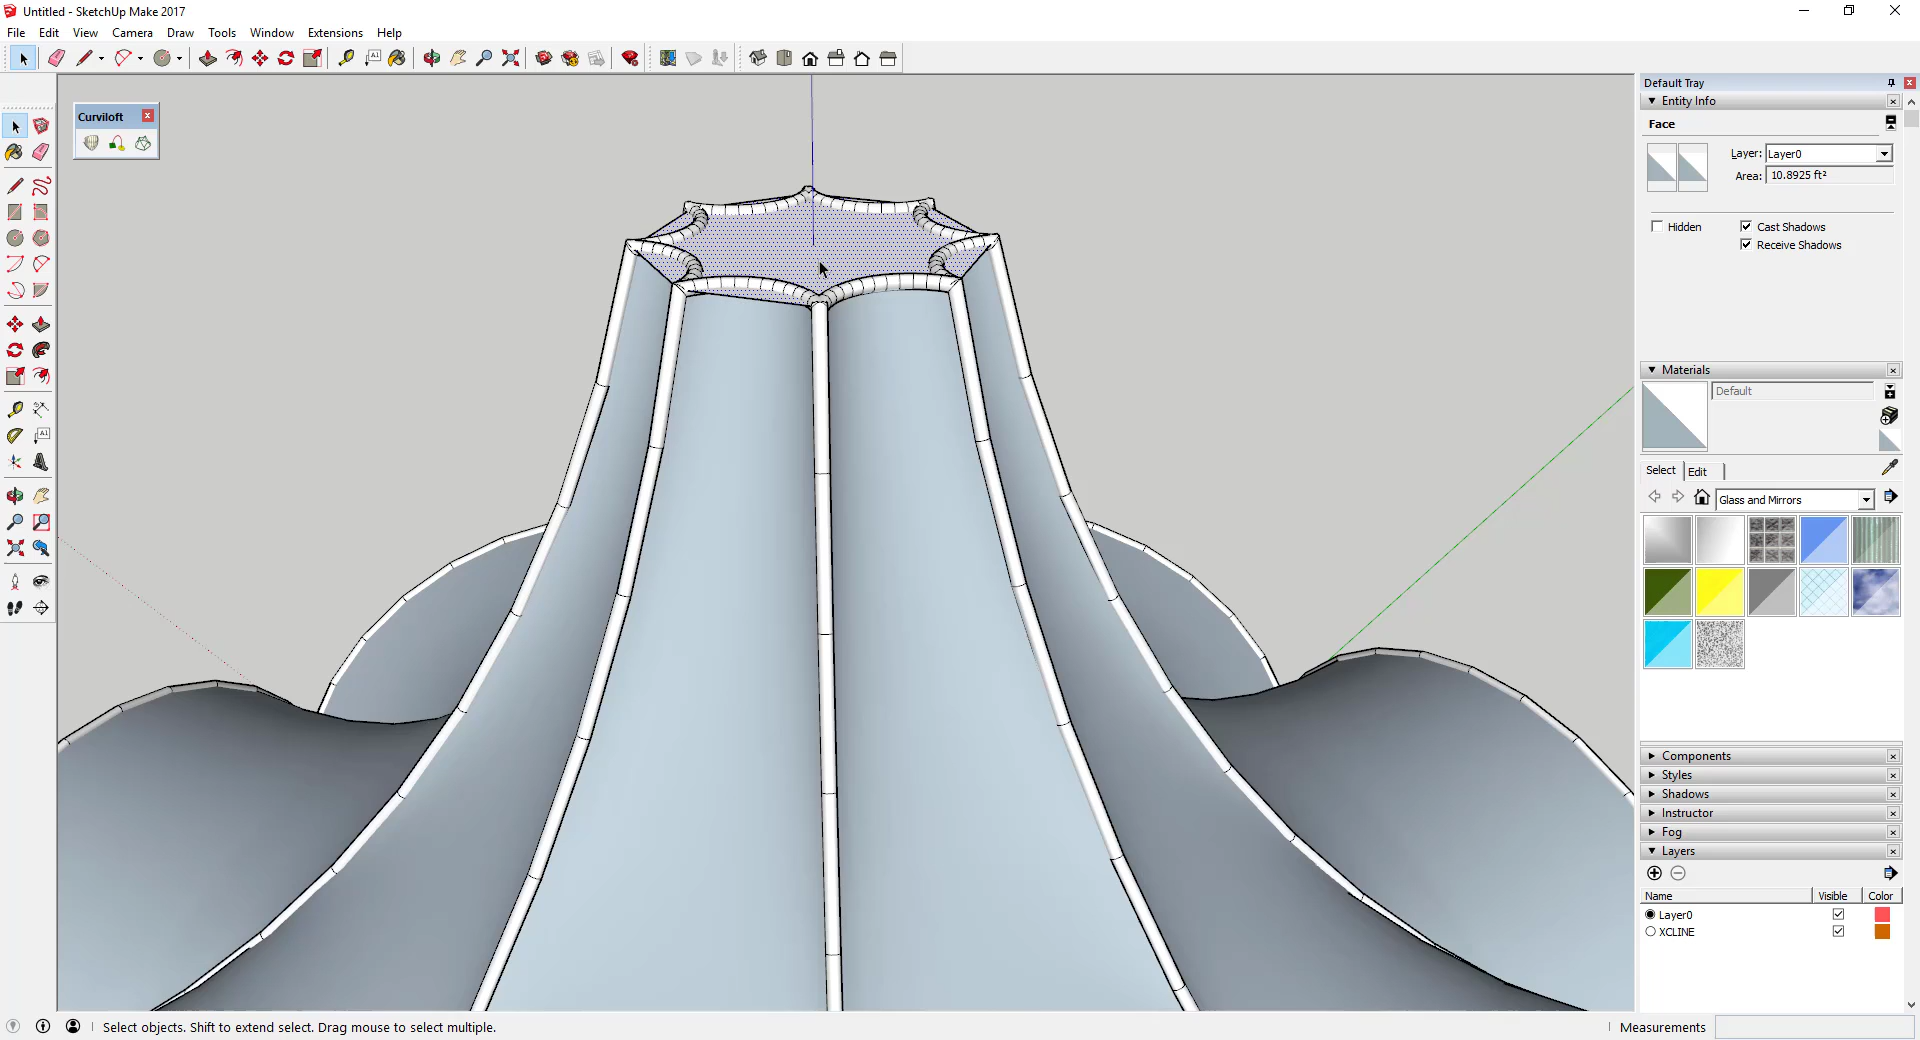 Untitled - SketchUp Make 2017
File Edit View Camera Draw Tools Window Extensions Help
Default Tray
Entity Info
Face
Layer: Layer0
Area: 10.8925 ft²
Hidden Cast Shadows
Receive Shadows
Curviloft
Materials
Default
Select Edit
Glass and Mirrors
Components
Styles
Shadows
Instructor
Fog
Layers
Name Visible Color
Layer0
XCLINE
Select objects. Shift to extend select. Drag mouse to select multiple.
Measurements